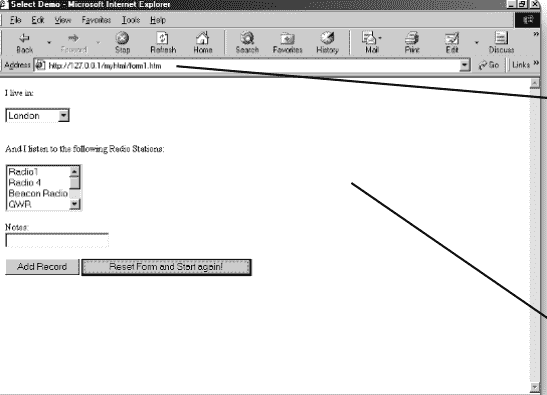 Select Demo - Microsoft Internet Explorer
File Edit View Favorites Tools Help
Back Forward Stop Refresh Home Search Favorites History Mail Print Edit Discuss
Address http://127.0.0.1/myhtml/form1.htm Go Links »
I live in:
London
And I listen to the following Radio Stations:
Radio1
Radio 4
Beacon Radio
GWR
Notes:
Add Record Reset Form and Start again!